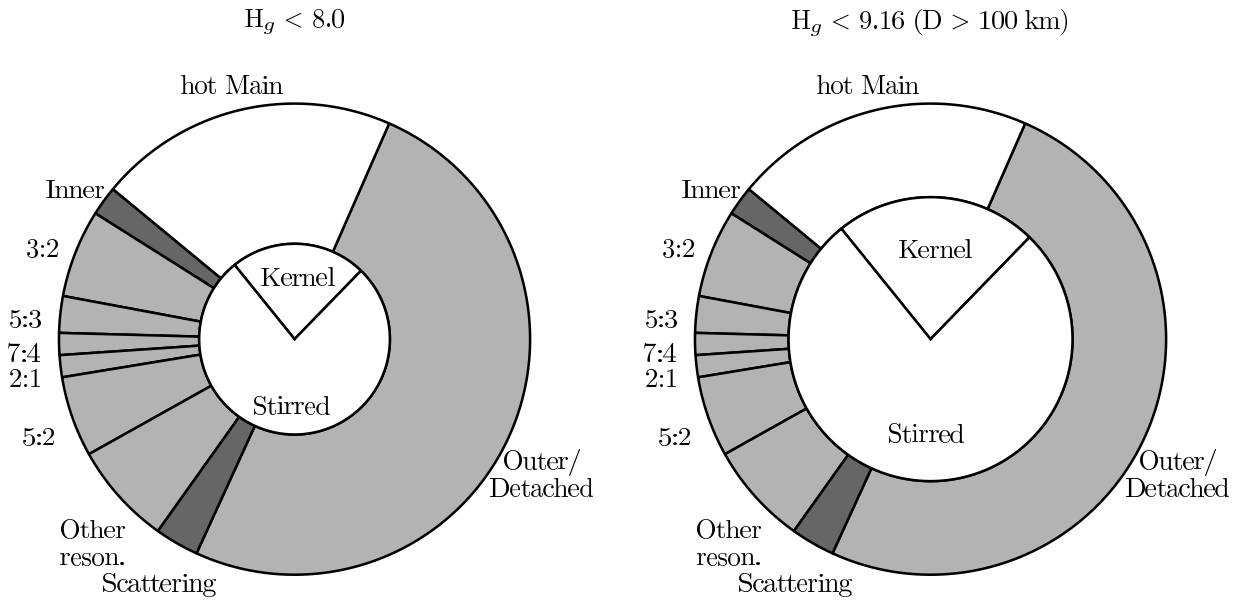 H_g < 8.0
hot Main
Inner
3:2
5:3
7:4
2:1
5:2
Other
reson.
Scattering
Outer/
Detached
Kernel
Stirred
H_g < 9.16 (D > 100 km)
hot Main
Inner
3:2
5:3
7:4
2:1
5:2
Other
reson.
Scattering
Outer/
Detached
Kernel
Stirred